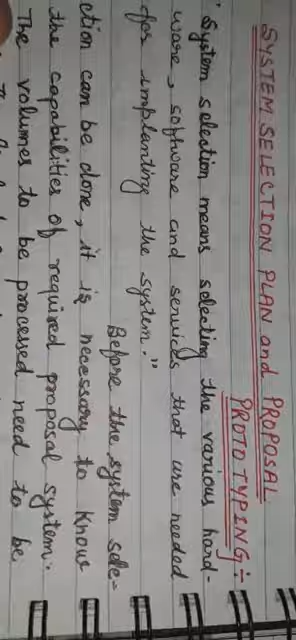 SYSTEM SELECTION PLAN and PROPOSAL
PROTOTYPING :-
"System selection means selecting the various hard-
ware, software and services that are needed
for implanting the system."
Before the system sele-
ction can be done, it is necessary to know
the capabilities of required proposal system.
The volumes to be processed need to be